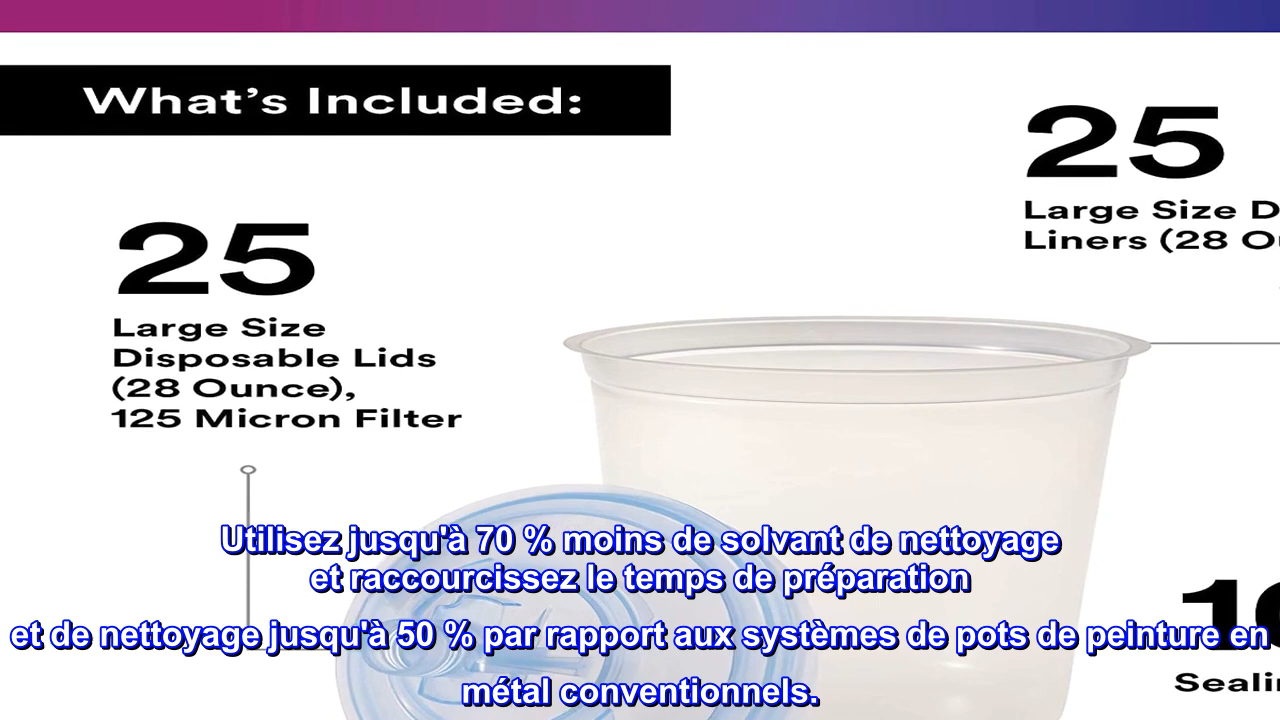 What's Included:
25
Large Size
Disposable Lids
(28 Ounce),
125 Micron Filter
25
Large Size
Liners (28
Utilisez jusqu'à 70 % moins de solvant de nettoyage
et raccourcissez le temps de préparation
et de nettoyage jusqu'à 50 % par rapport aux systèmes de pots de peinture en
métal conventionnels.